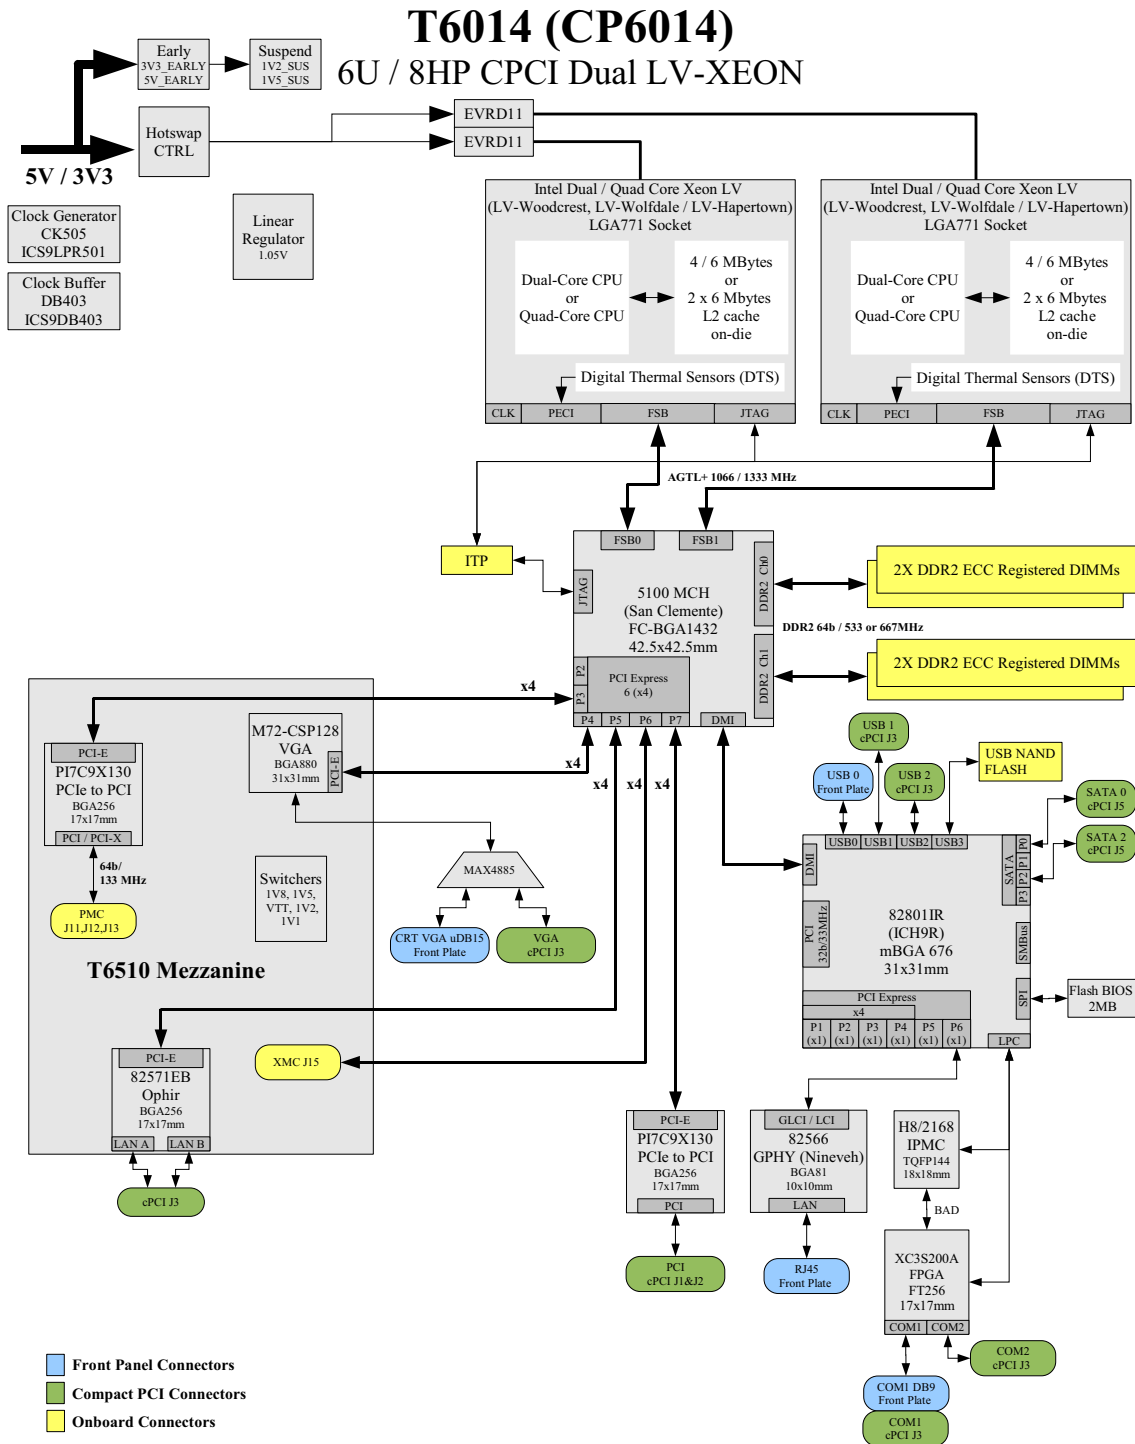 T6014 (CP6014)
6U / 8HP CPCI Dual LV-XEON
Early
3V3_EARLY
5V_EARLY
Suspend
1V2_SUS
1V5_SUS
Hotswap
CTRL
5V / 3V3
EVRD11
EVRD11
Clock Generator
CK505
ICS9LPR501
Clock Buffer
DB403
ICS9DB403
Linear
Regulator
1.05V
Intel Dual / Quad Core Xeon LV
(LV-Woodcrest, LV-Wolfdale / LV-Hapertown)
LGA771 Socket
Dual-Core CPU
or
Quad-Core CPU
4 / 6 MBytes
or
2 x 6 Mbytes
L2 cache
on-die
Digital Thermal Sensors (DTS)
CLK
PECI
FSB
JTAG
Intel Dual / Quad Core Xeon LV
(LV-Woodcrest, LV-Wolfdale / LV-Hapertown)
LGA771 Socket
Dual-Core CPU
or
Quad-Core CPU
4 / 6 MBytes
or
2 x 6 Mbytes
L2 cache
on-die
Digital Thermal Sensors (DTS)
CLK
PECI
FSB
JTAG
AGTL+ 1066 / 1333 MHz
ITP
FSB0
FSB1
JTAG
5100 MCH
(San Clemente)
FC-BGA1432
42.5x42.5mm
DDR2 Ch0
DDR2 Ch1
P2
P3
PCI Express
6 (x4)
P4
P5
P6
P7
DMI
2X DDR2 ECC Registered DIMMs
DDR2 64b / 533 or 667MHz
2X DDR2 ECC Registered DIMMs
x4
x4
x4
x4
x4
PCI-E
PI7C9X130
PCIe to PCI
BGA256
17x17mm
PCI / PCI-X
64b/
133 MHz
PMC
J11,J12,J13
M72-CSP128
VGA
BGA880
31x31mm
PCI-E
Switchers
1V8, 1V5,
VTT, 1V2,
1V1
T6510 Mezzanine
MAX4885
CRT VGA uDB15
Front Plate
VGA
cPCI J3
PCI-E
82571EB
Ophir
BGA256
17x17mm
LAN A
LAN B
cPCI J3
XMC J15
USB 1
cPCI J3
USB 0
Front Plate
USB 2
cPCI J3
USB NAND
FLASH
SATA 0
cPCI J5
SATA 2
cPCI J5
USB0
USB1
USB2
USB3
DMI
SATA
P0
P1
P2
P3
PCI
32b/33MHz
82801IR
(ICH9R)
mBGA 676
31x31mm
SMBus
SPI
Flash BIOS
2MB
PCI Express
x4
P1
(x1)
P2
(x1)
P3
(x1)
P4
(x1)
P5
(x1)
P6
(x1)
LPC
PCI-E
PI7C9X130
PCIe to PCI
BGA256
17x17mm
PCI
PCI
cPCI J1&J2
GLCI / LCI
82566
GPHY (Nineveh)
BGA81
10x10mm
LAN
RJ45
Front Plate
H8/2168
IPMC
TQFP144
18x18mm
BAD
XC3S200A
FPGA
FT256
17x17mm
COM1
COM2
COM2
cPCI J3
COM1 DB9
Front Plate
COM1
cPCI J3
Front Panel Connectors
Compact PCI Connectors
Onboard Connectors